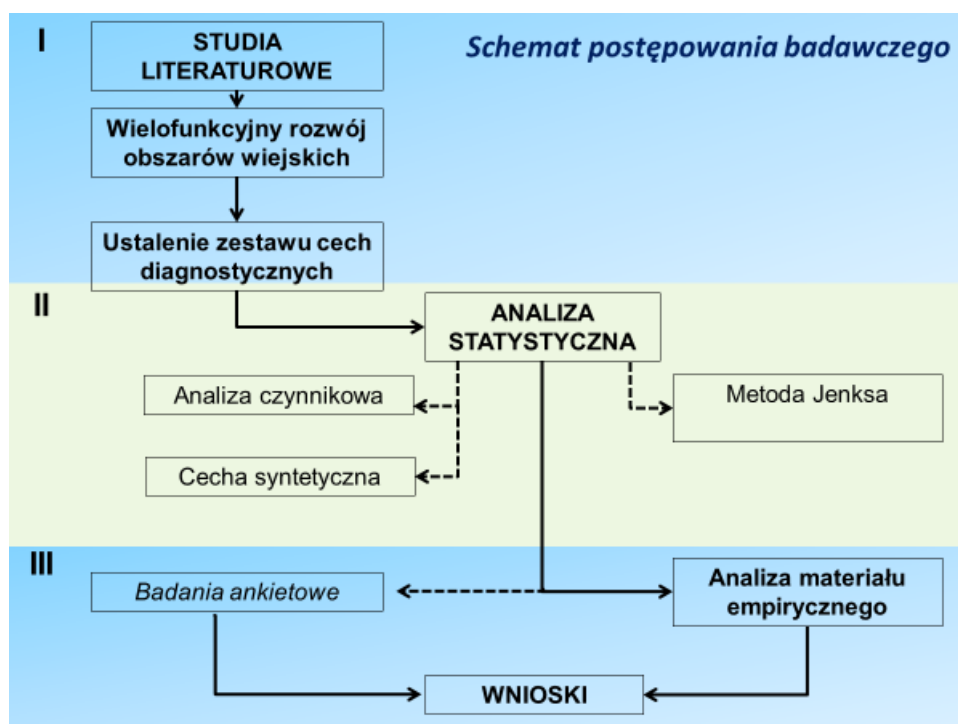 I
STUDIA
LITERATUROWE
Schemat postępowania badawczego
Wielofunkcyjny rozwój
obszarów wiejskich
Ustalenie zestawu cech
diagnostycznych
II
ANALIZA
STATYSTYCZNA
Analiza czynnikowa
Metoda Jenksa
Cecha syntetyczna
III
Badania ankietowe
Analiza materiału
empirycznego
WNIOSKI